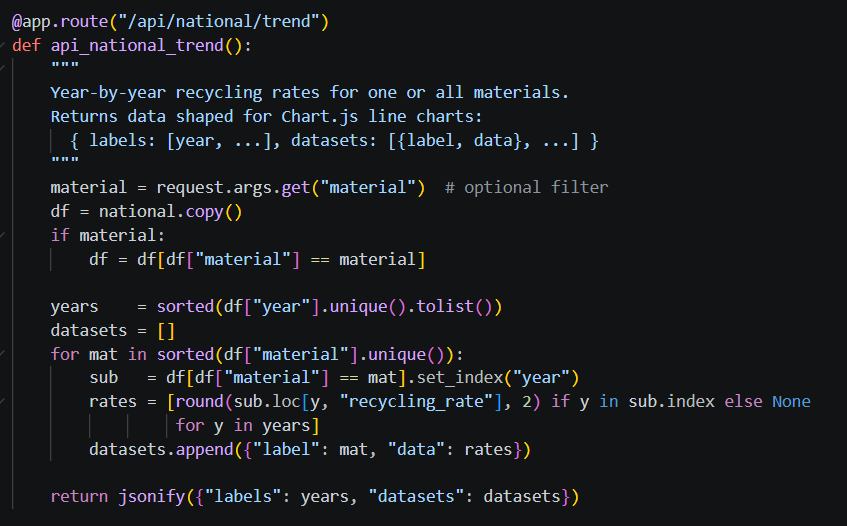 @app.route("/api/national/trend")
def api_national_trend():
    """
    Year-by-year recycling rates for one or all materials.
    Returns data shaped for Chart.js line charts:
      { labels: [year, ...], datasets: [{label, data}, ...] }
    """
    material = request.args.get("material")  # optional filter
    df = national.copy()
    if material:
        df = df[df["material"] == material]

    years    = sorted(df["year"].unique().tolist())
    datasets = []
    for mat in sorted(df["material"].unique()):
        sub   = df[df["material"] == mat].set_index("year")
        rates = [round(sub.loc[y, "recycling_rate"], 2) if y in sub.index else None
                 for y in years]
        datasets.append({"label": mat, "data": rates})

    return jsonify({"labels": years, "datasets": datasets})